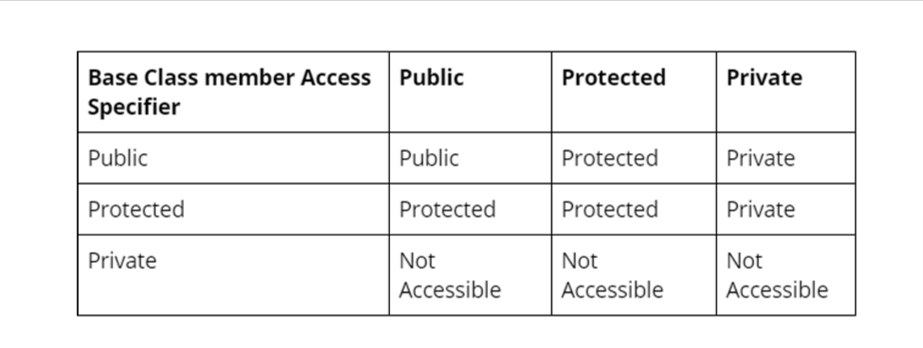 Base Class member Access Public Protected Private
Specifier
Public Public Protected Private
Protected Protected Protected Private
Private Not Not Not
Accessible Accessible Accessible